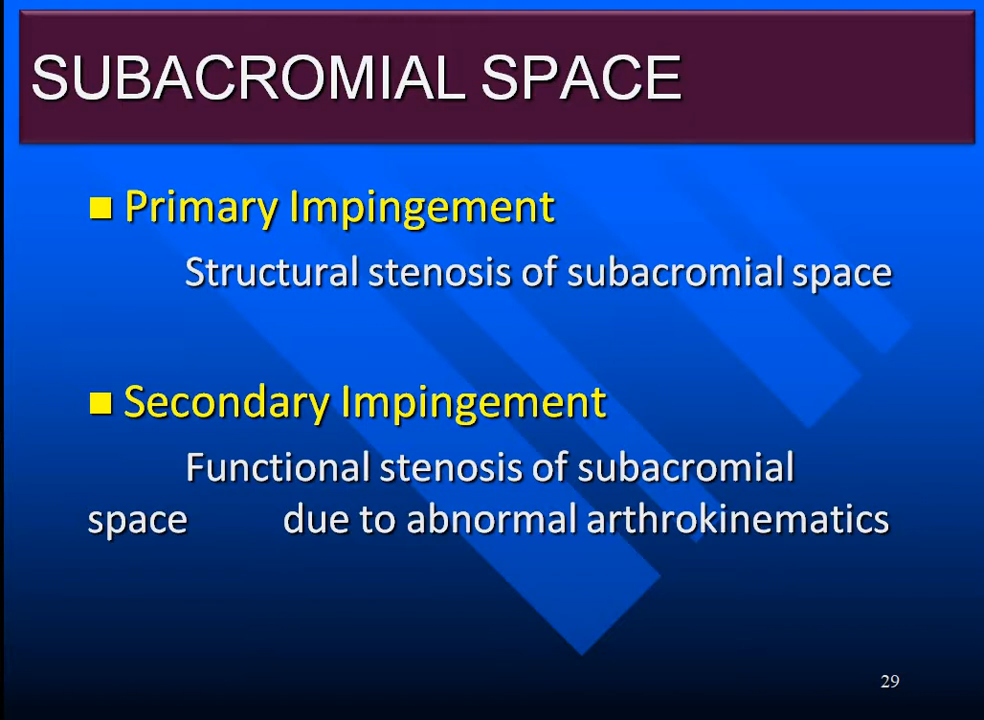 SUBACROMIAL SPACE
Primary Impingement
Structural stenosis of subacromial space
Secondary Impingement
Functional stenosis of subacromial
space due to abnormal arthrokinematics
29